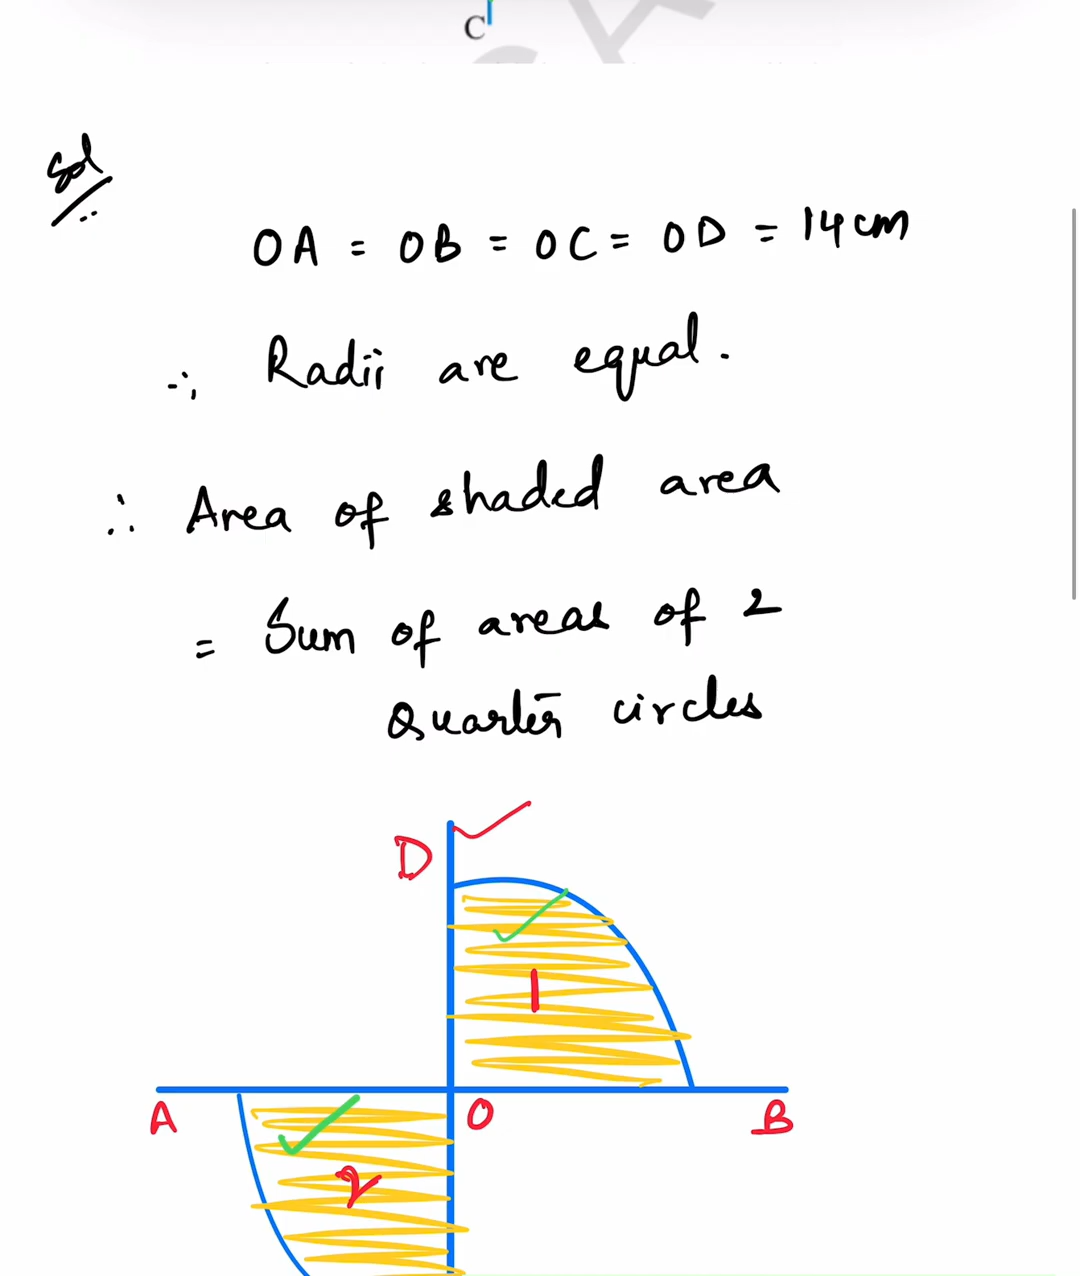 C
Sol
OA = OB = OC = OD = 14cm
∵ Radii are equal.
∴ Area of shaded area
= Sum of areas of 2
Quarter circles
D
1
A O B
2